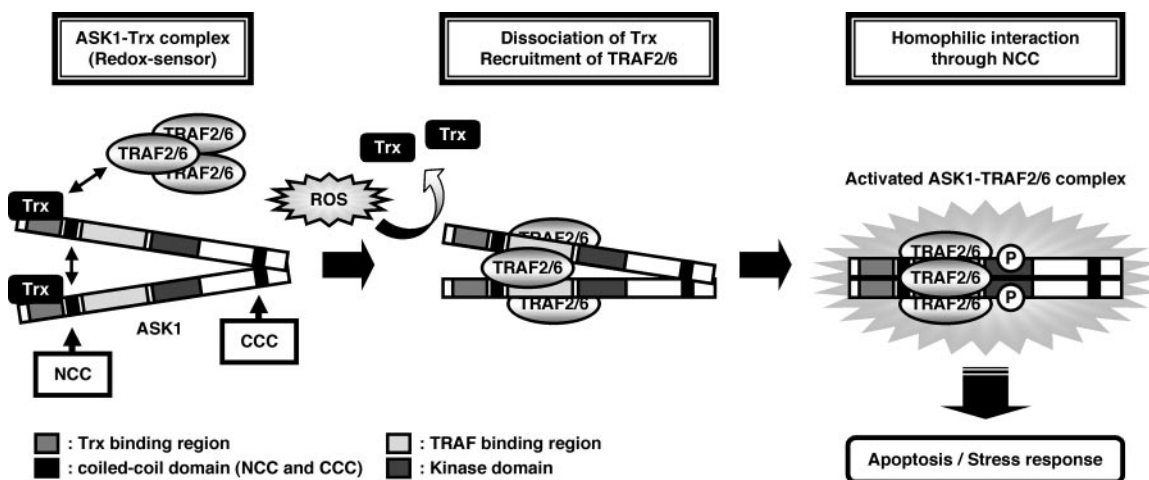 ASK1-Trx complex
(Redox-sensor)
Dissociation of Trx
Recruitment of TRAF2/6
Homophilic interaction
through NCC
TRAF2/6
TRAF2/6
TRAF2/6
Trx
Trx
ASK1
NCC
CCC
ROS
Trx
Trx
TRAF2/6
TRAF2/6
TRAF2/6
Activated ASK1-TRAF2/6 complex
TRAF2/6
TRAF2/6
TRAF2/6
P
P
: Trx binding region
: coiled-coil domain (NCC and CCC)
: TRAF binding region
: Kinase domain
Apoptosis / Stress response